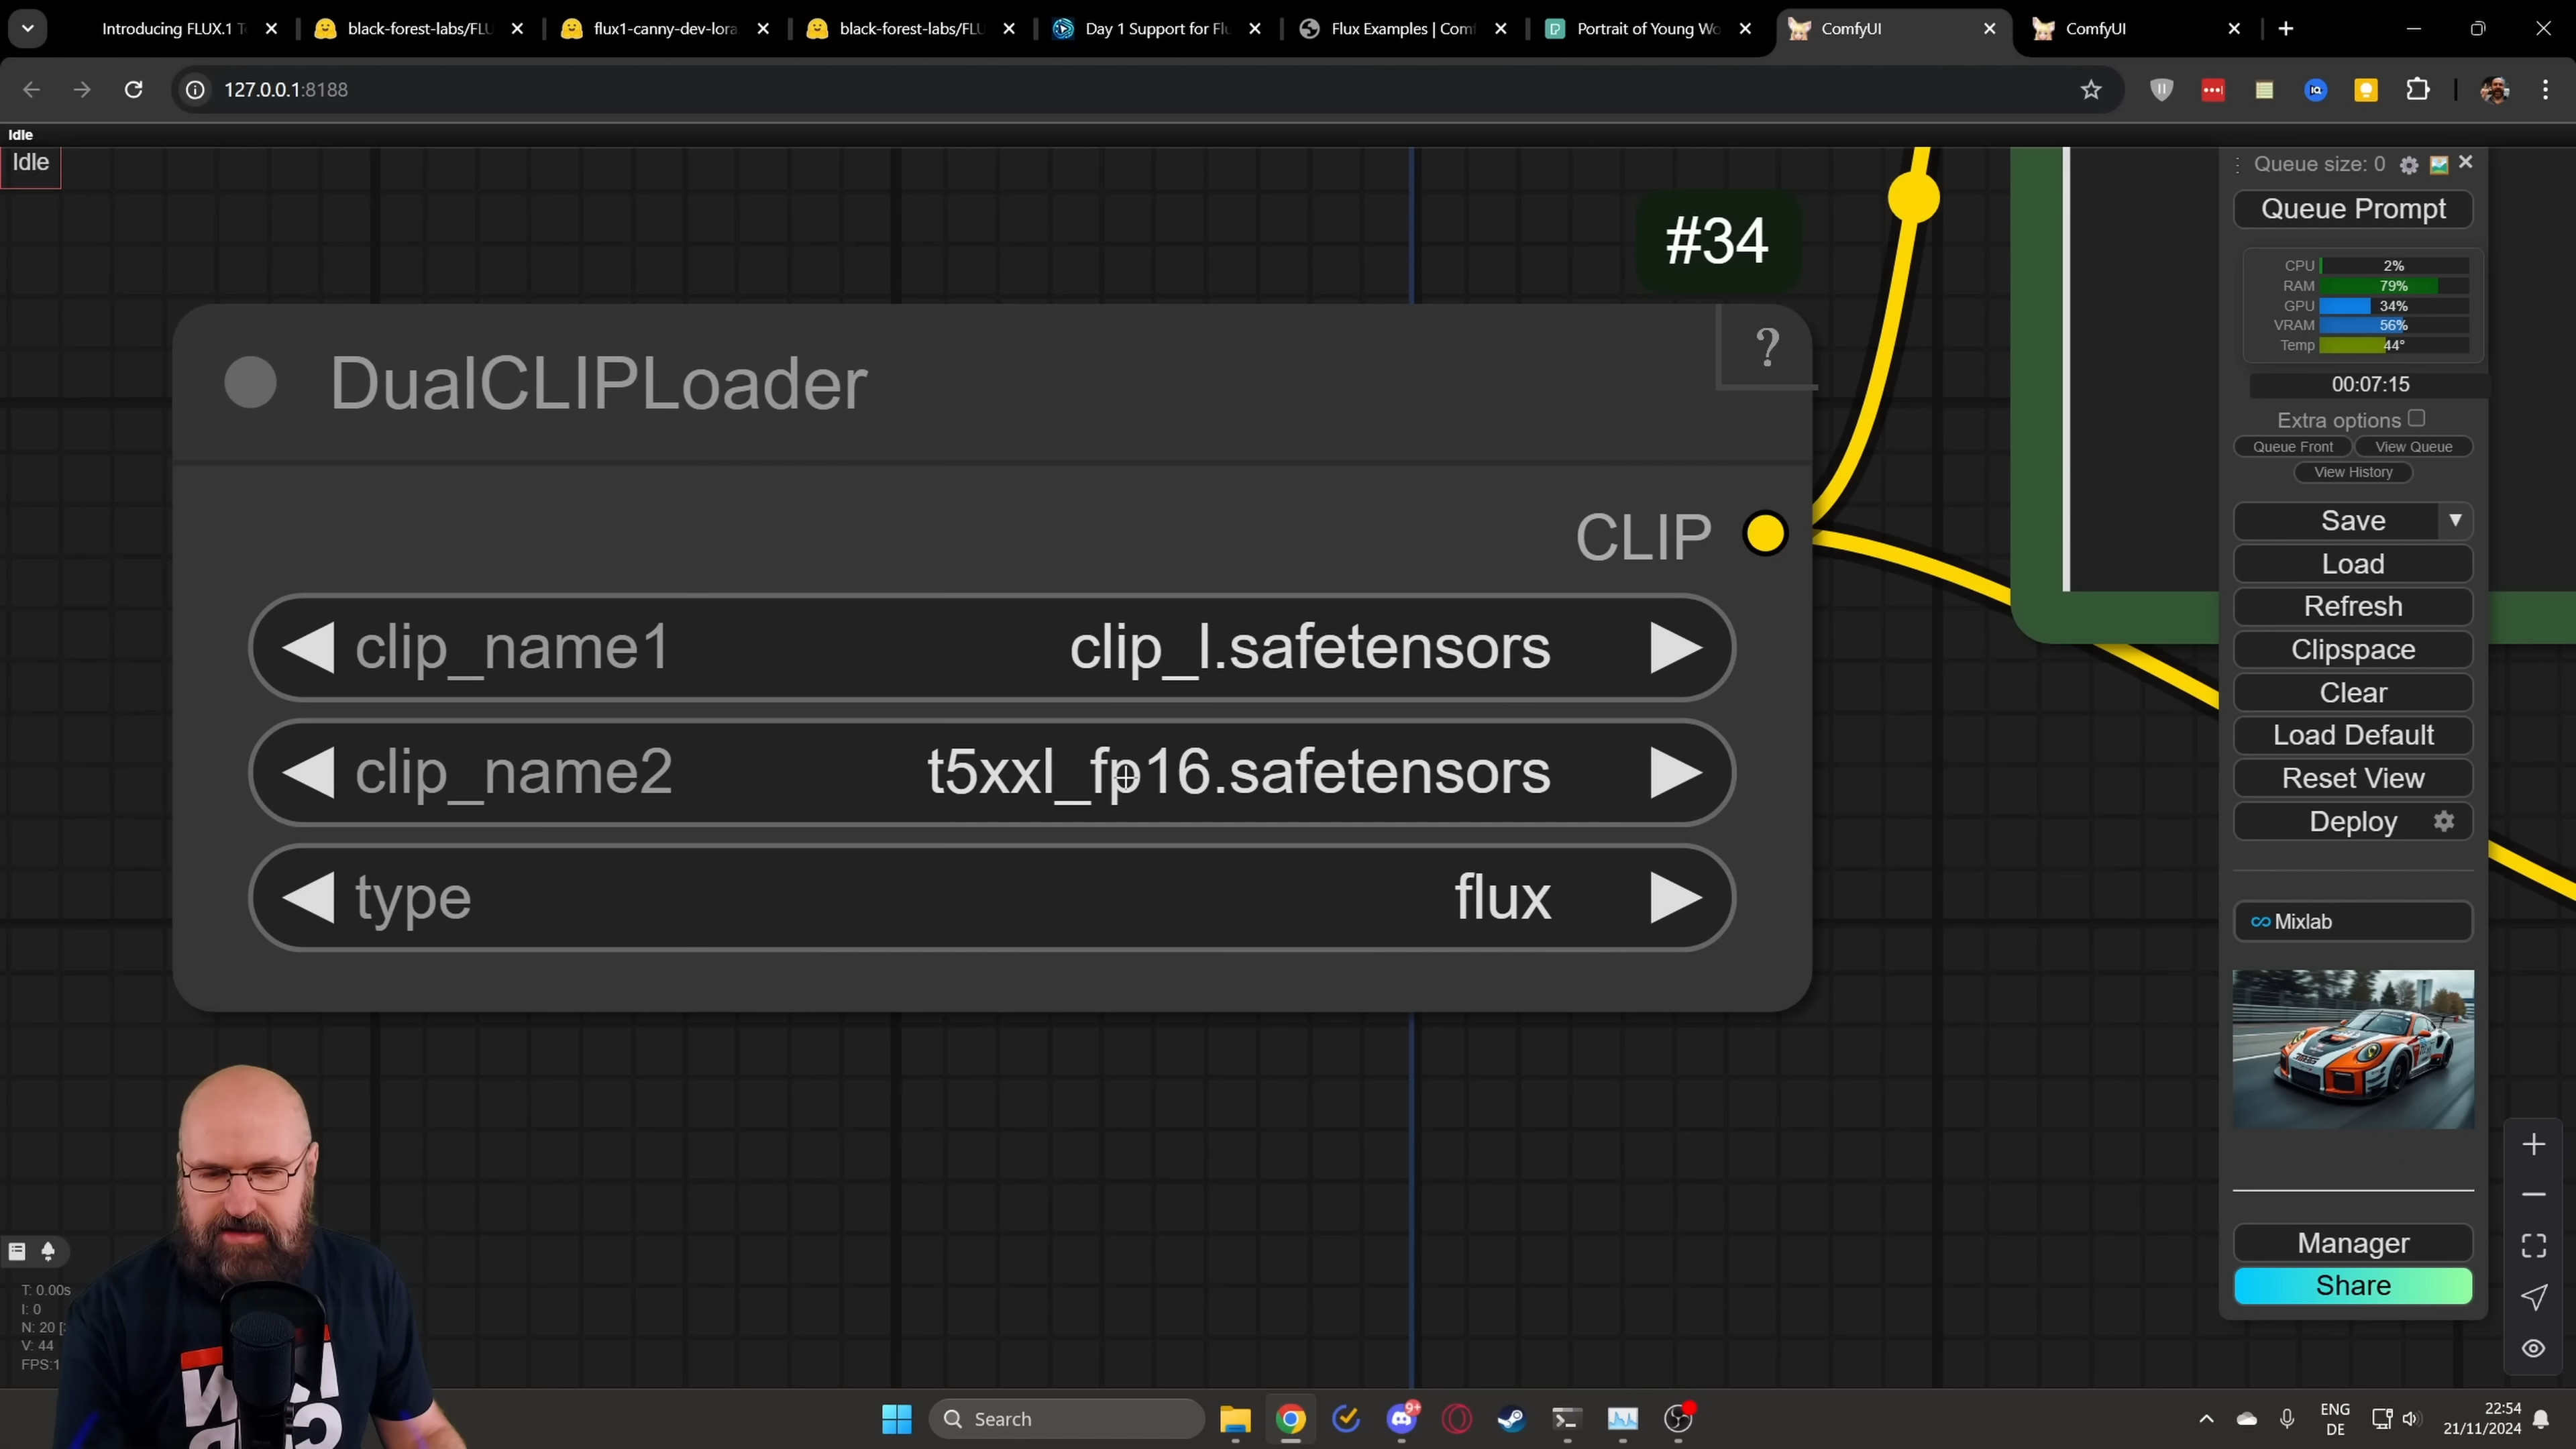 Introducing FLUX.1 T
black-forest-labs/FLU
flux1-canny-dev-lora
black-forest-labs/FLU
Day 1 Support for Flu
Flux Examples | Comf
Portrait of Young Wo
ComfyUI
ComfyUI
127.0.0.1:8188
Idle
Idle
#34
?
DualCLIPLoader
CLIP
clip_name1 clip_l.safetensors
clip_name2 t5xxl_fp16.safetensors
type flux
Queue size: 0
Queue Prompt
CPU 2%
RAM 79%
GPU 34%
VRAM 56%
Temp 44°
00:07:15
Extra options
Queue Front View Queue
View History
Save
Load
Refresh
Clipspace
Clear
Load Default
Reset View
Deploy
Mixlab
Manager
Share
T: 0.00s
I: 0
N: 20 [
V: 44
FPS:1
Search
9+
ENG
DE
22:54
21/11/2024